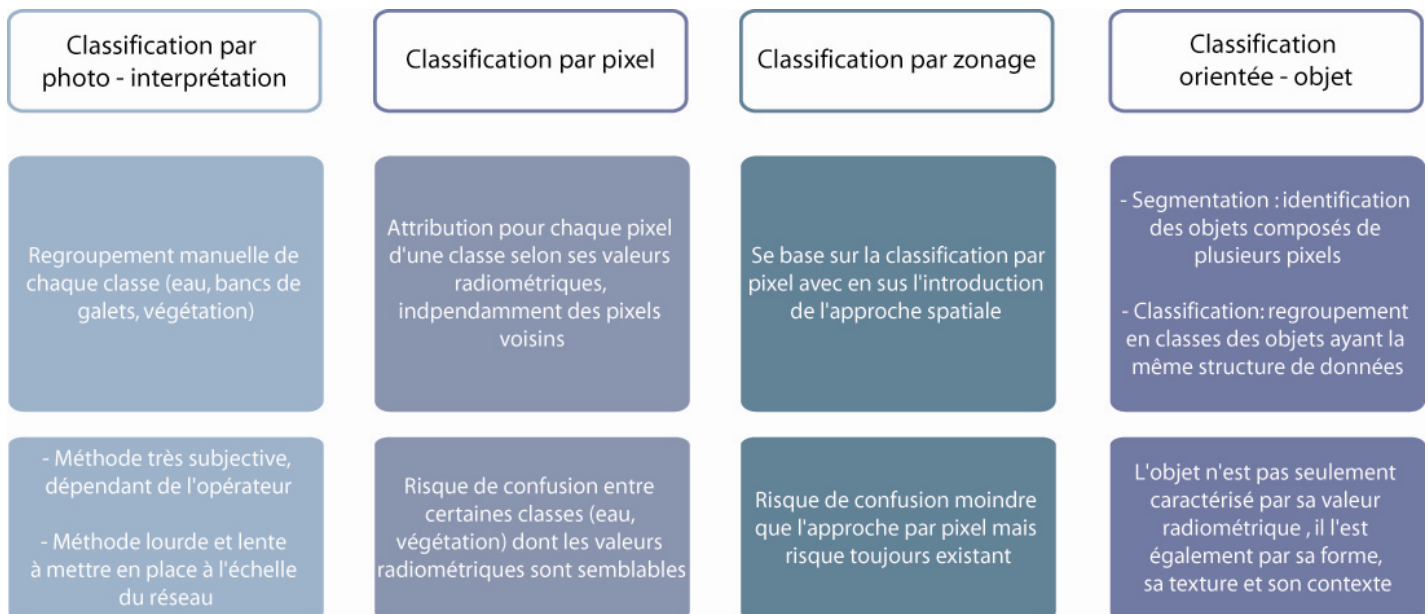 Classification par
photo - interprétation
Classification par pixel
Classification par zonage
Classification
orientée - objet
Regroupement manuelle de
chaque classe (eau, bancs de
galets, végétation)
Attribution pour chaque pixel
d'une classe selon ses valeurs
radiométriques,
indpendamment des pixels
voisins
Se base sur la classification par
pixel avec en sus l'introduction
de l'approche spatiale
- Segmentation : identification
des objets composés de
plusieurs pixels
- Classification: regroupement
en classes des objets ayant la
même structure de données
- Méthode très subjective,
dépendant de l'opérateur
- Méthode lourde et lente
à mettre en place à l'échelle
du réseau
Risque de confusion entre
certaines classes (eau,
végétation) dont les valeurs
radiométriques sont semblables
Risque de confusion moindre
que l'approche par pixel mais
risque toujours existant
L'objet n'est pas seulement
caractérisé par sa valeur
radiométrique , il l'est
également par sa forme,
sa texture et son contexte